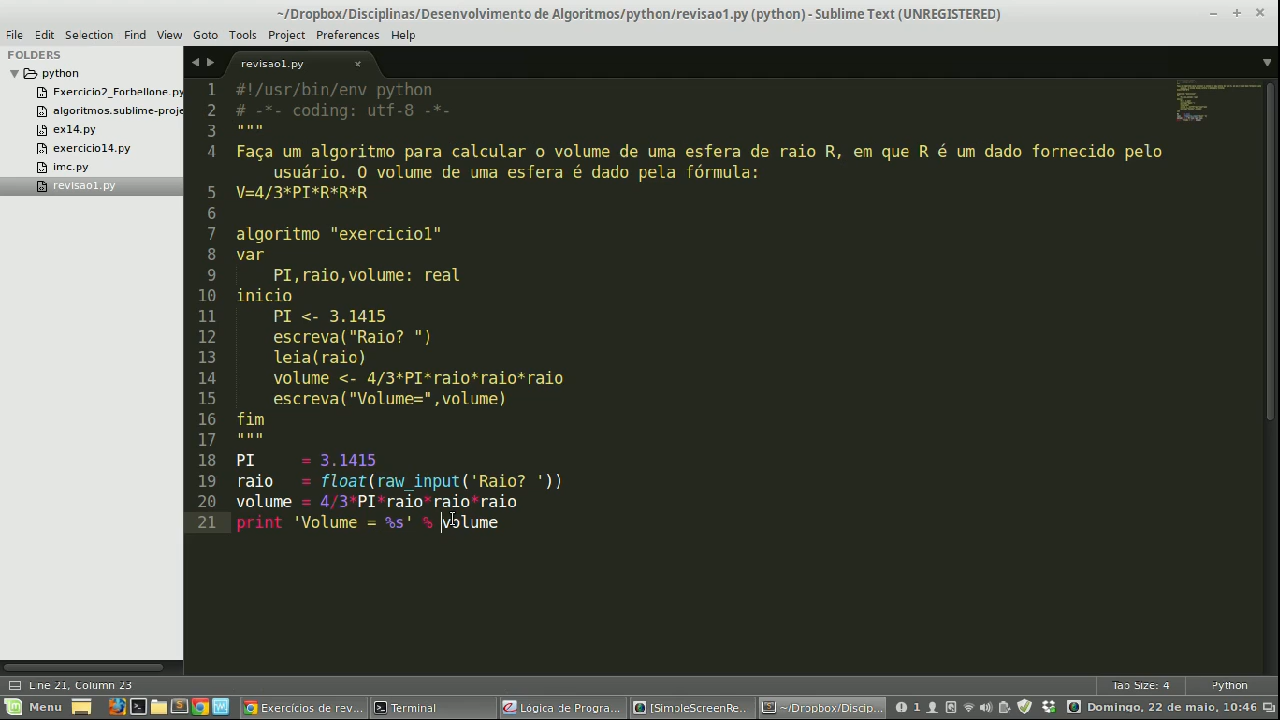 ~/Dropbox/Disciplinas/Desenvolvimento de Algoritmos/python/revisao1.py (python) - Sublime Text (UNREGISTERED)
File Edit Selection Find View Goto Tools Project Preferences Help
FOLDERS
python
Exercicio2_Forbellone.py
algoritmos.sublime-proje
ex14.py
exercicio14.py
imc.py
revisao1.py
revisao1.py
1 #!/usr/bin/env python
2 # -*- coding: utf-8 -*-
3 """
4 Faça um algoritmo para calcular o volume de uma esfera de raio R, em que R é um dado fornecido pelo
usuário. O volume de uma esfera é dado pela fórmula:
5 V=4/3*PI*R*R*R
6
7 algoritmo "exercicio1"
8 var
9 PI,raio,volume: real
10 inicio
11 PI <- 3.1415
12 escreva("Raio? ")
13 leia(raio)
14 volume <- 4/3*PI*raio*raio*raio
15 escreva("Volume=",volume)
16 fim
17 """
18 PI = 3.1415
19 raio = float(raw_input('Raio? '))
20 volume = 4/3*PI*raio*raio*raio
21 print 'Volume = %s' % volume
Line 21, Column 23
Tab Size: 4
Python
Menu
Exercícios de rev...
Terminal
Lógica de Progra...
[SimpleScreenRe...
~/Dropbox/Discip...
1
Domingo, 22 de maio, 10:46